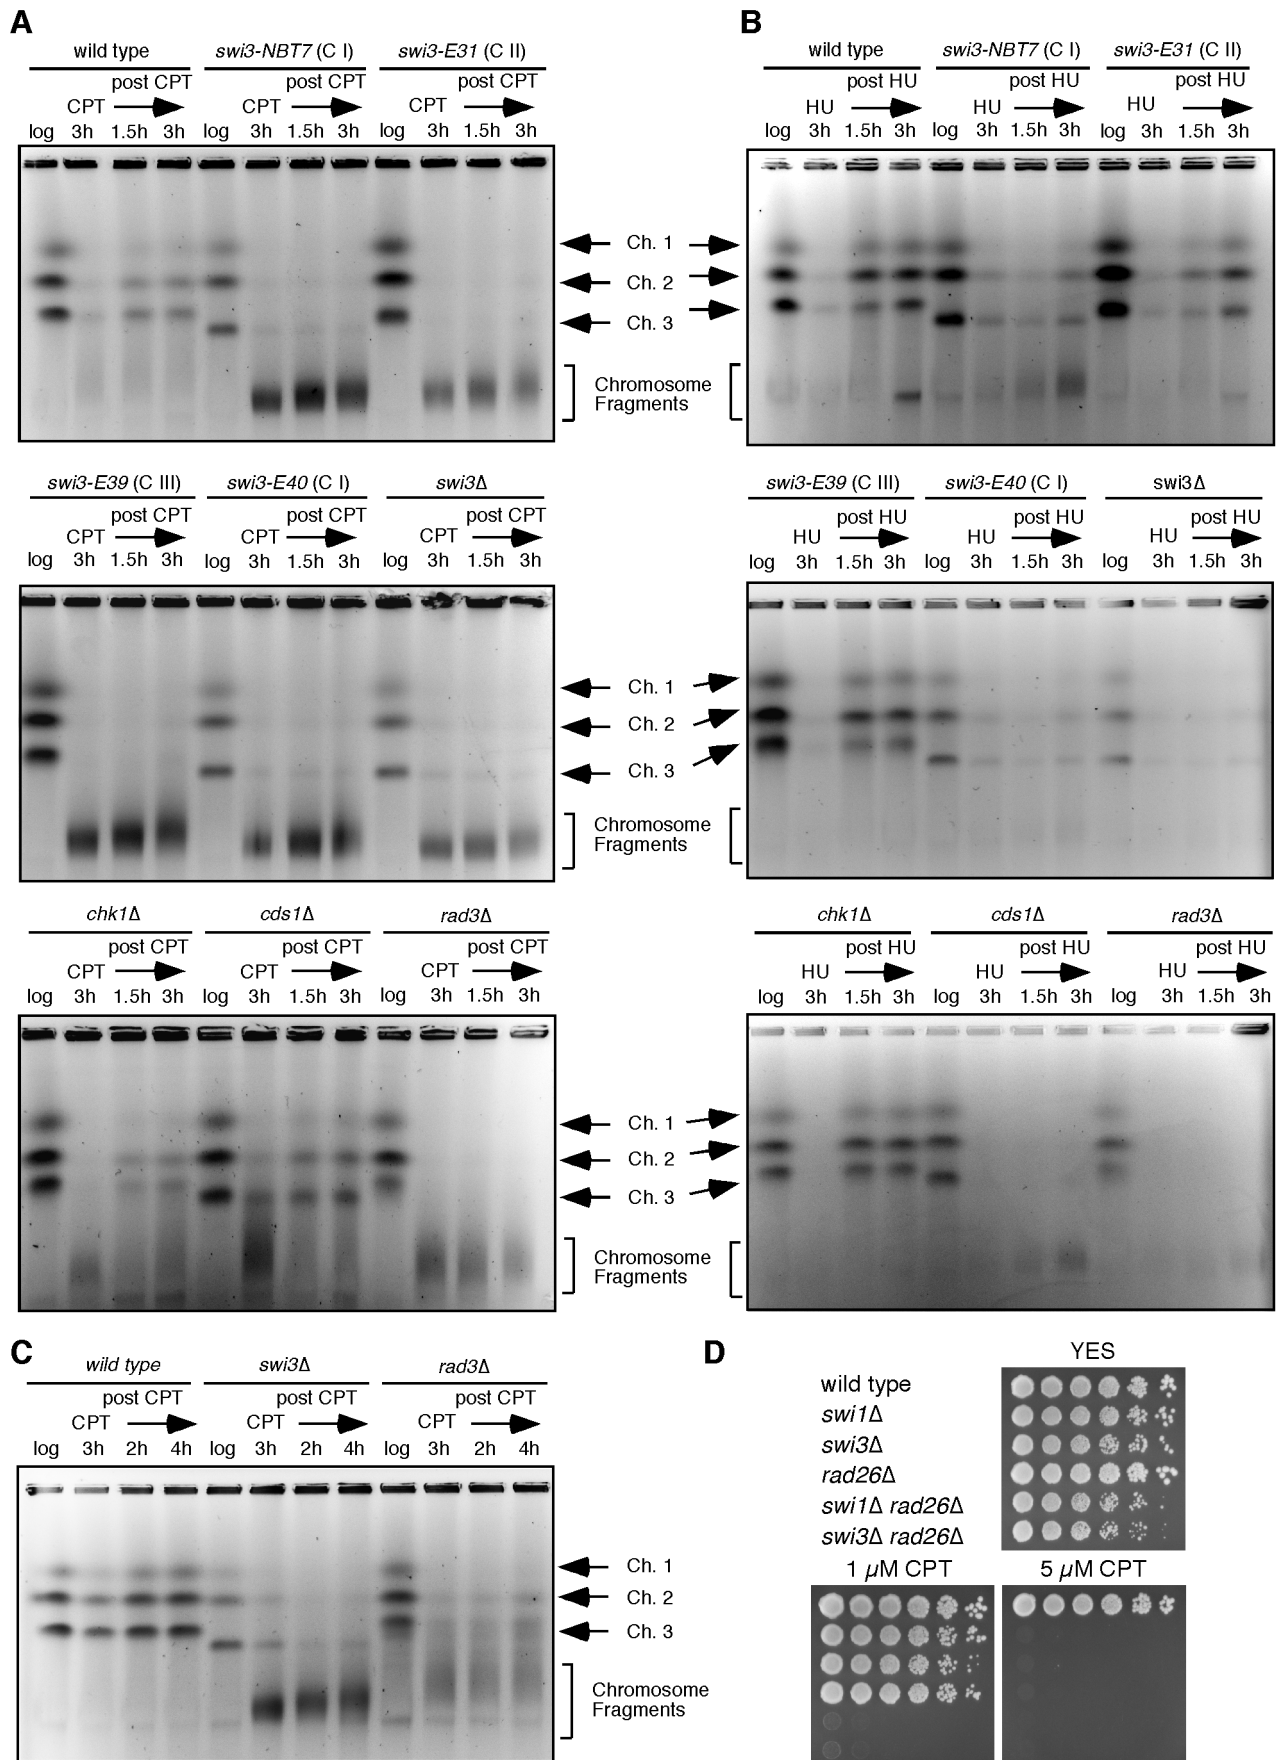 A
wild type swi3-NBT7 (C I) swi3-E31 (C II)
post CPT post CPT post CPT
CPT CPT CPT
log 3h 1.5h 3h log 3h 1.5h 3h log 3h 1.5h 3h
B
wild type swi3-NBT7 (C I) swi3-E31 (C II)
post HU post HU post HU
HU HU HU
log 3h 1.5h 3h log 3h 1.5h 3h log 3h 1.5h 3h
Ch. 1
Ch. 2
Ch. 3
Chromosome
Fragments
swi3-E39 (C III) swi3-E40 (C I) swi3Δ
post CPT post CPT post CPT
CPT CPT CPT
log 3h 1.5h 3h log 3h 1.5h 3h log 3h 1.5h 3h
swi3-E39 (C III) swi3-E40 (C I) swi3Δ
post HU post HU post HU
HU HU HU
log 3h 1.5h 3h log 3h 1.5h 3h log 3h 1.5h 3h
Ch. 1
Ch. 2
Ch. 3
Chromosome
Fragments
chk1Δ cds1Δ rad3Δ
post CPT post CPT post CPT
CPT CPT CPT
log 3h 1.5h 3h log 3h 1.5h 3h log 3h 1.5h 3h
chk1Δ cds1Δ rad3Δ
post HU post HU post HU
HU HU HU
log 3h 1.5h 3h log 3h 1.5h 3h log 3h 1.5h 3h
Ch. 1
Ch. 2
Ch. 3
Chromosome
Fragments
C
wild type swi3Δ rad3Δ
post CPT post CPT post CPT
CPT CPT CPT
log 3h 2h 4h log 3h 2h 4h log 3h 2h 4h
Ch. 1
Ch. 2
Ch. 3
Chromosome
Fragments
D
YES
wild type
swi1Δ
swi3Δ
rad26Δ
swi1Δ rad26Δ
swi3Δ rad26Δ
1 µM CPT 5 µM CPT